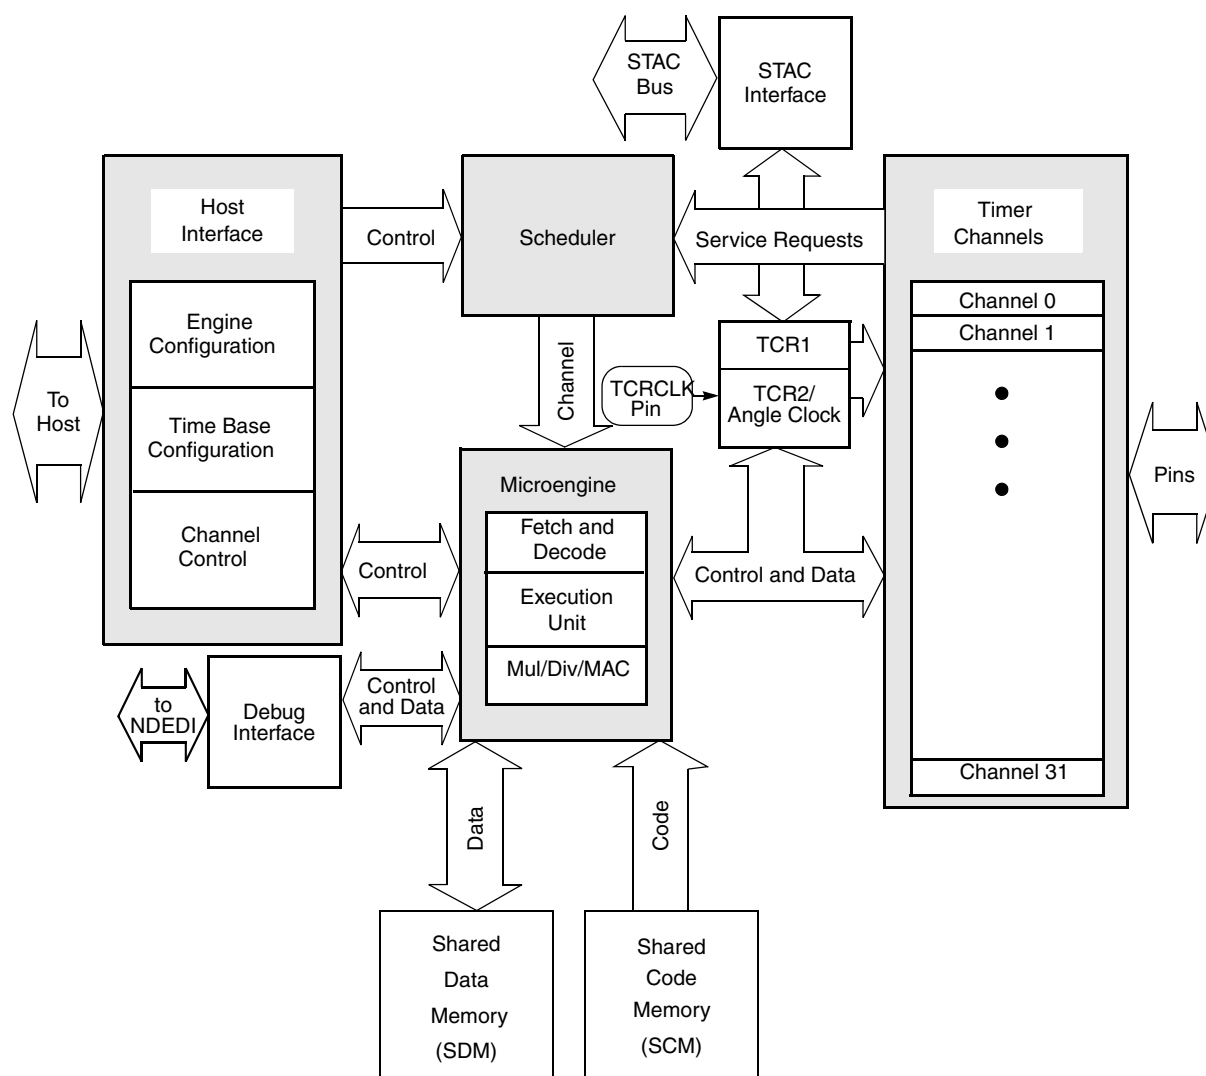 STAC
Bus
STAC
Interface
Host
Interface
Control
Scheduler
Service Requests
Timer
Channels
Engine
Configuration
Time Base
Configuration
Channel
Control
To
Host
Channel
TCRCLK
Pin
TCR1
TCR2/
Angle Clock
Channel 0
Channel 1
Channel 31
Pins
Microengine
Fetch and
Decode
Execution
Unit
Mul/Div/MAC
Control
Control and Data
to
NDEDI
Debug
Interface
Control
and Data
Data
Code
Shared
Data
Memory
(SDM)
Shared
Code
Memory
(SCM)